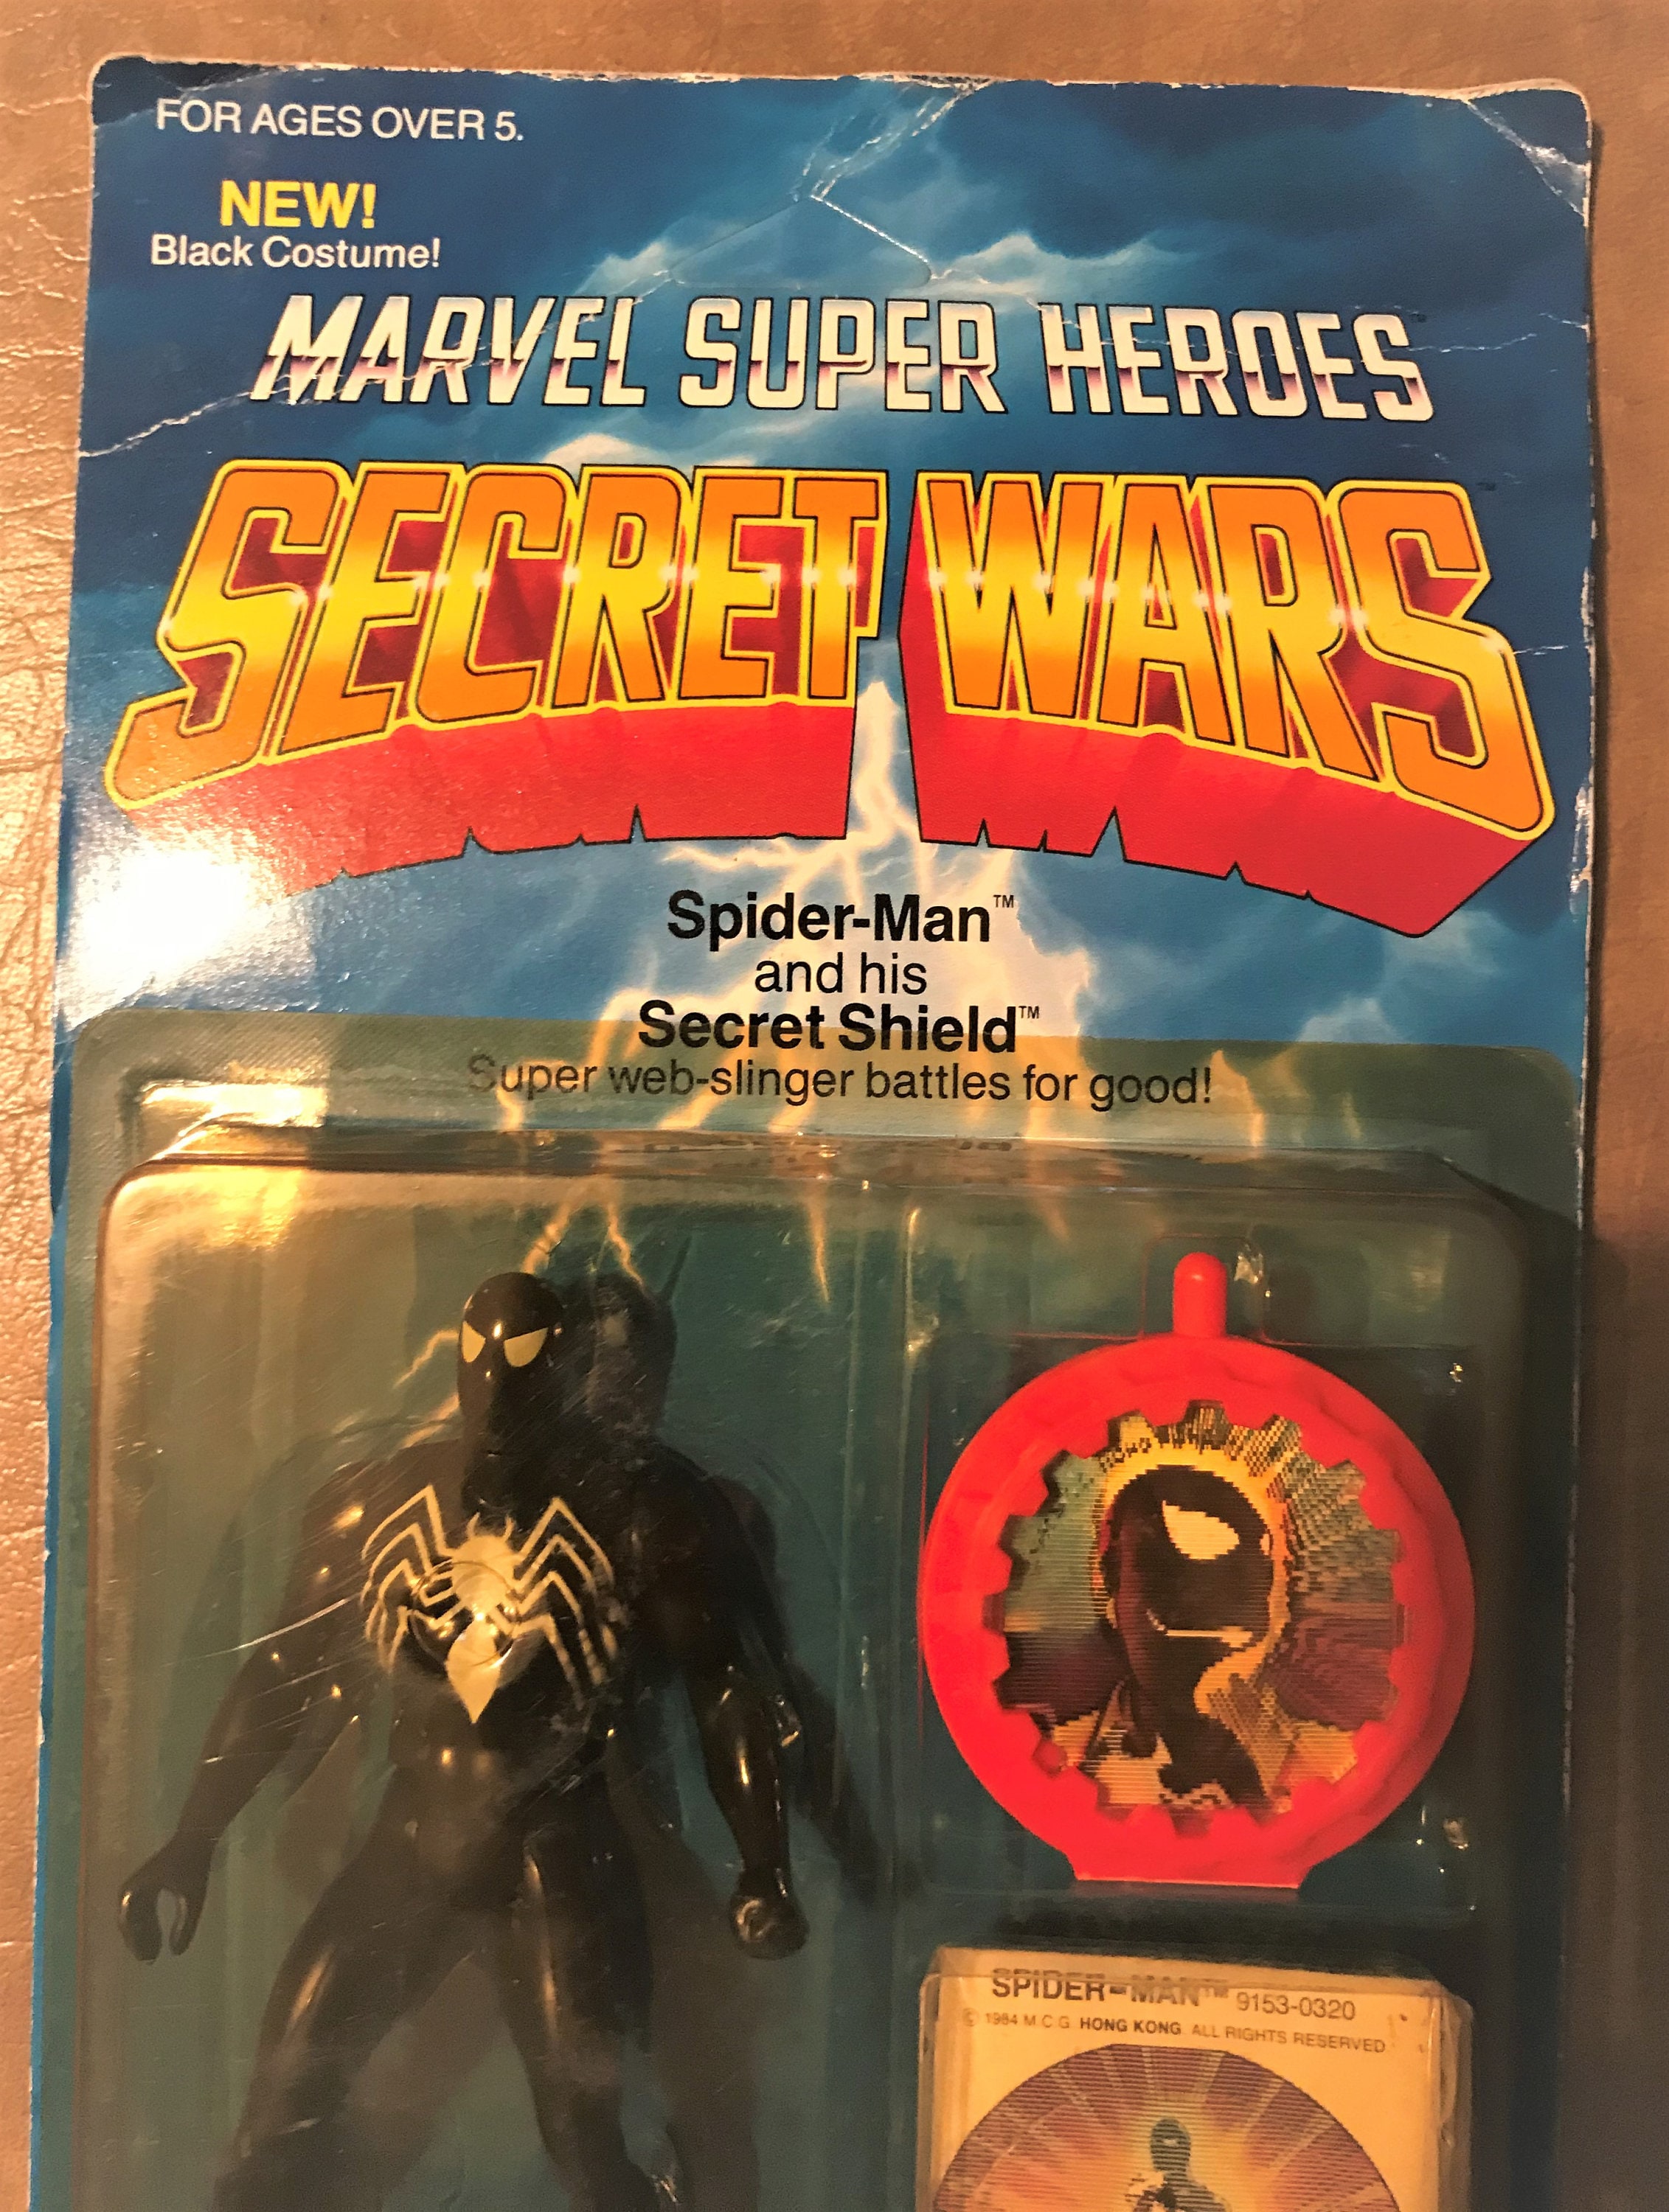 FOR AGES OVER 5.
NEW!
Black Costume!
MARVEL SUPER HEROES
SECRET WARS™
Spider-Man™
and his
Secret Shield™
Super web-slinger battles for good!
SPIDER-MAN™ 9153-0320
© 1984 M.C.G. HONG KONG. ALL RIGHTS RESERVED